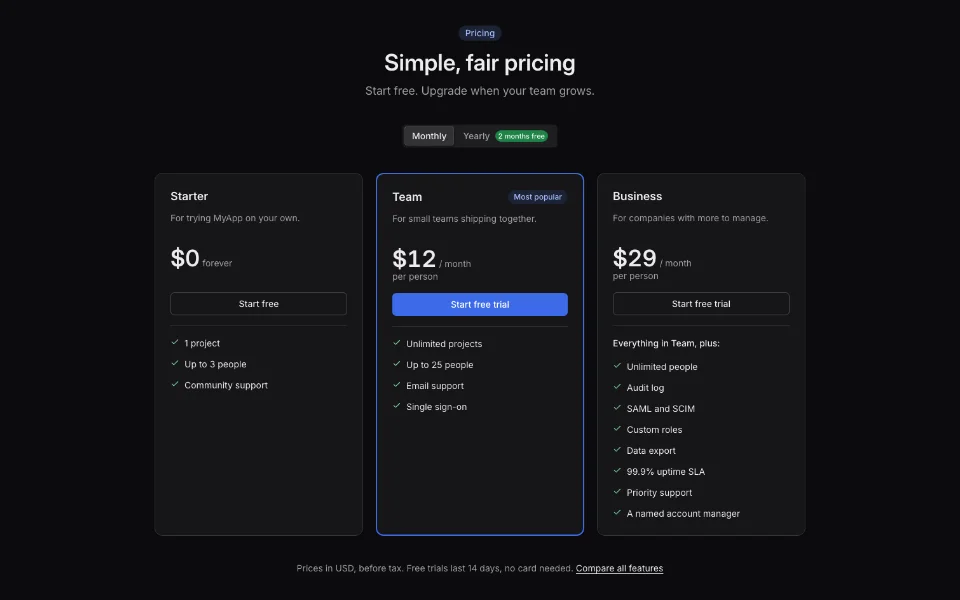 Pricing
Simple, fair pricing
Start free. Upgrade when your team grows.
Monthly
Yearly 2 months free
Starter
For trying MyApp on your own.
$0 forever
Start free
1 project
Up to 3 people
Community support
Team
Most popular
For small teams shipping together.
$12 / month
per person
Start free trial
Unlimited projects
Up to 25 people
Email support
Single sign-on
Business
For companies with more to manage.
$29 / month
per person
Start free trial
Everything in Team, plus:
Unlimited people
Audit log
SAML and SCIM
Custom roles
Data export
99.9% uptime SLA
Priority support
A named account manager
Prices in USD, before tax. Free trials last 14 days, no card needed. Compare all features